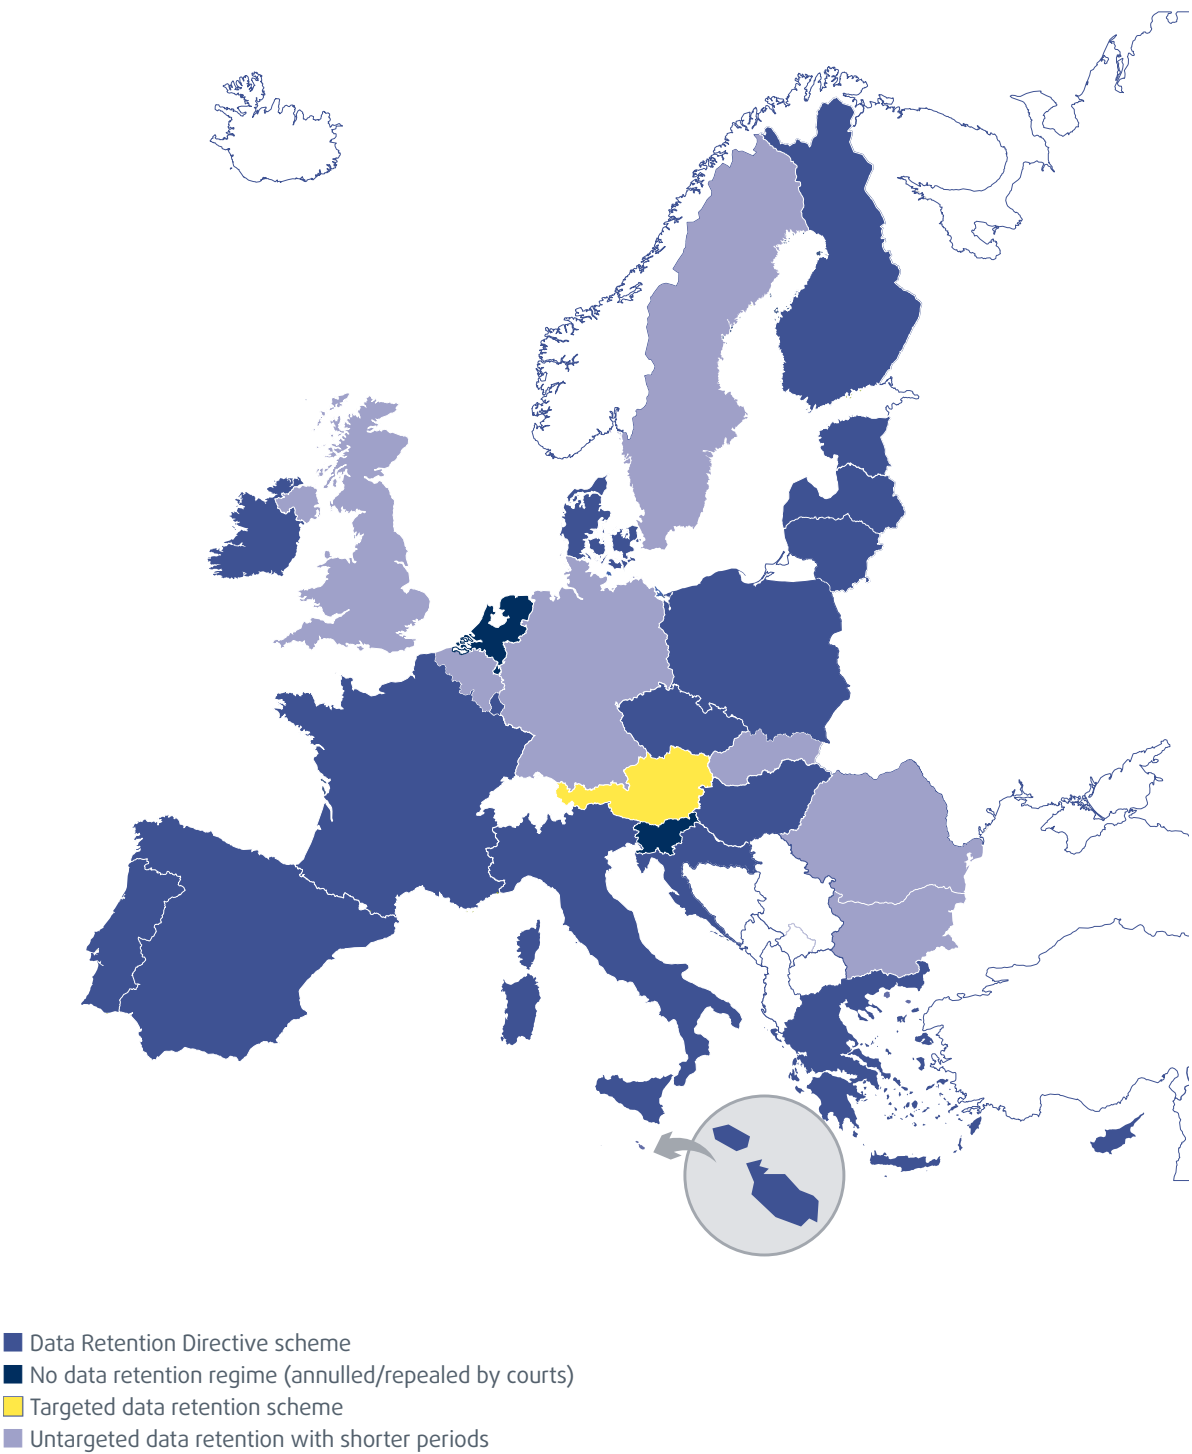 Data Retention Directive scheme
No data retention regime (annulled/repealed by courts)
Targeted data retention scheme
Untargeted data retention with shorter periods